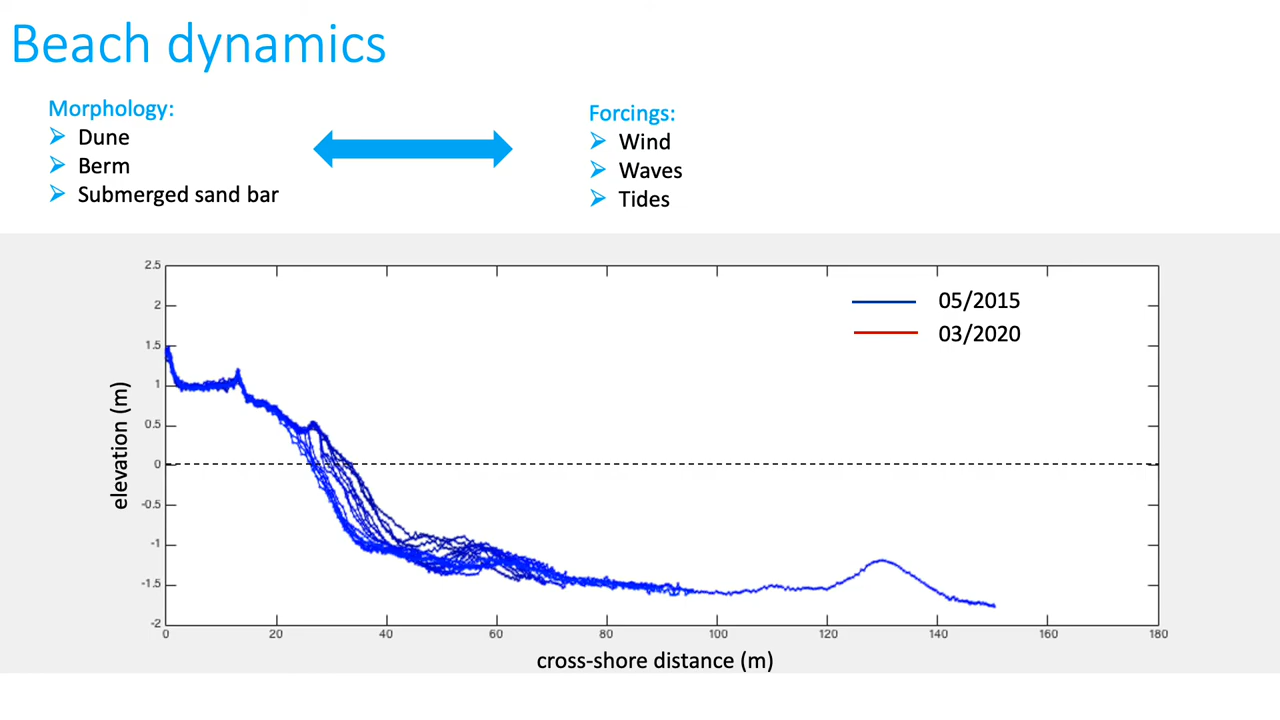 Beach dynamics
Morphology:
Dune
Berm
Submerged sand bar
Forcings:
Wind
Waves
Tides
05/2015
03/2020
2.5
2
1.5
1
0.5
0
-0.5
-1
-1.5
-2
elevation (m)
0 20 40 60 80 100 120 140 160 180
cross-shore distance (m)